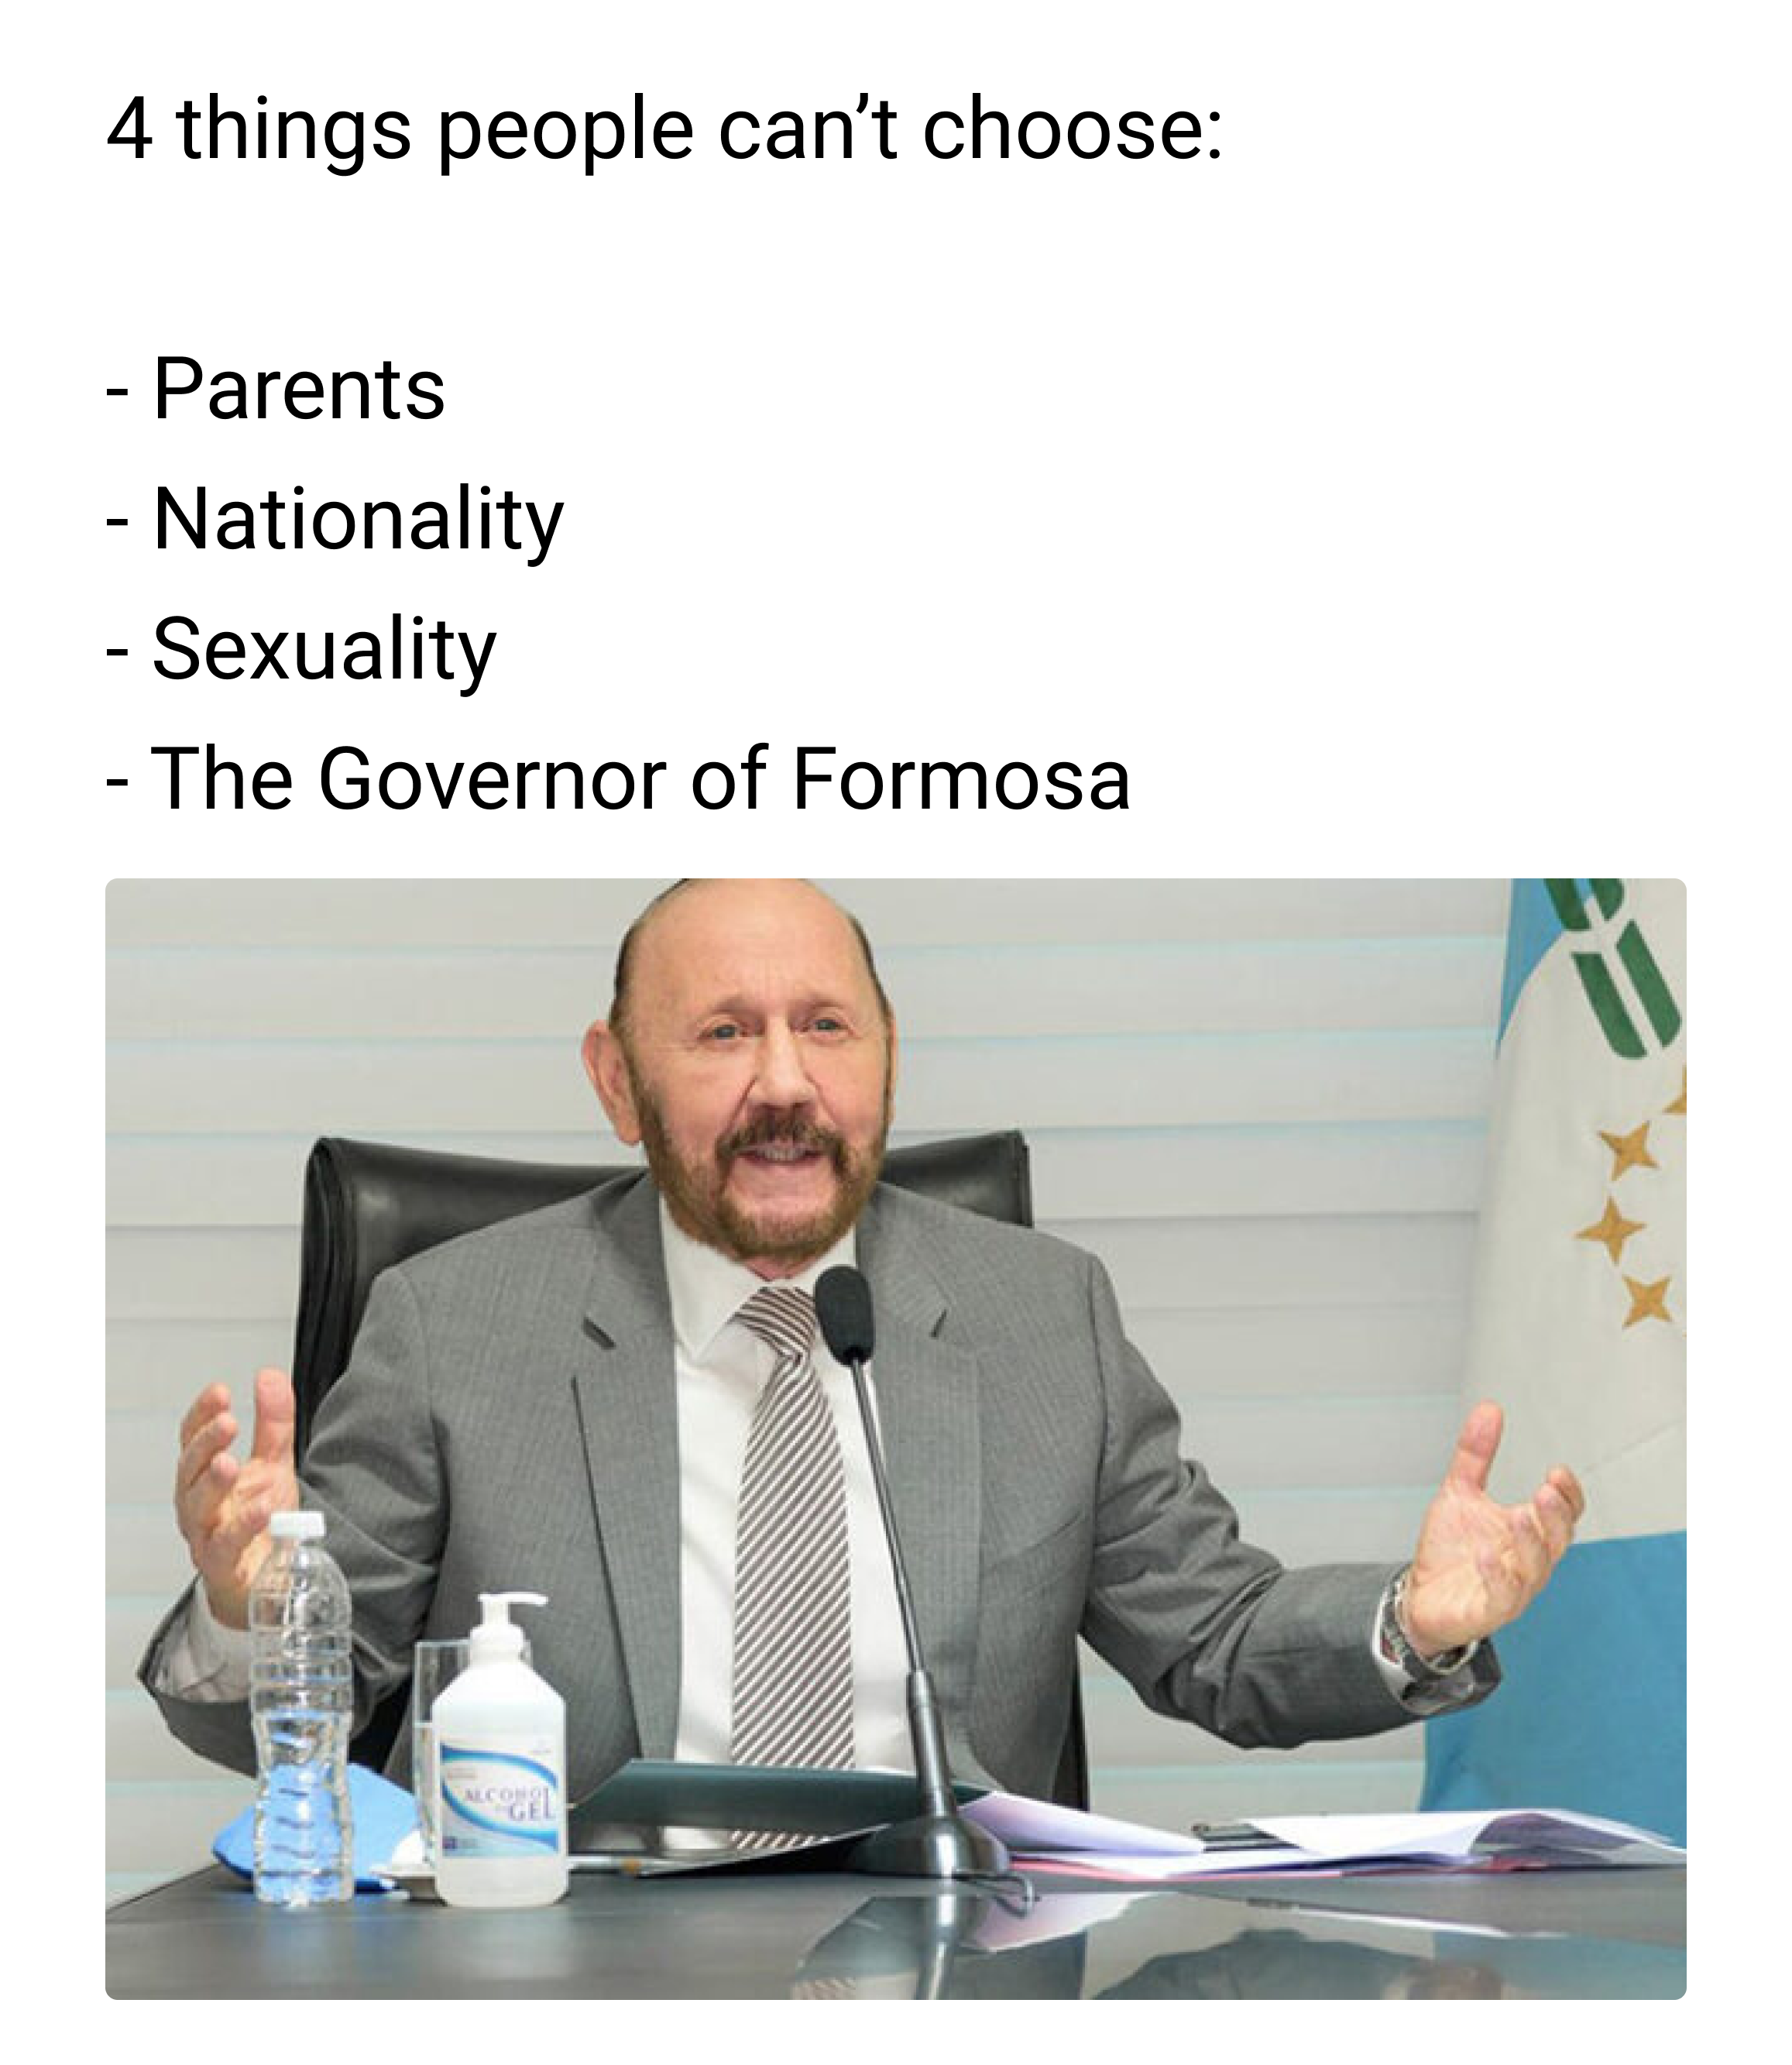 4 things people can’t choose:
- Parents
- Nationality
- Sexuality
- The Governor of Formosa
ALCOHOL
GEL